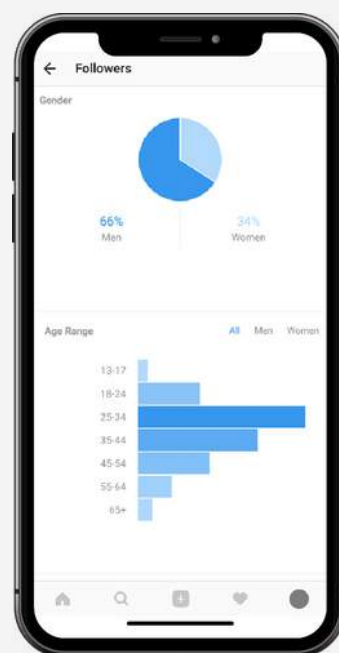 Followers
Gender
66% 34%
Men Women
Age Range All Men Women
13-17
18-24
25-34
35-44
45-54
55-64
65+